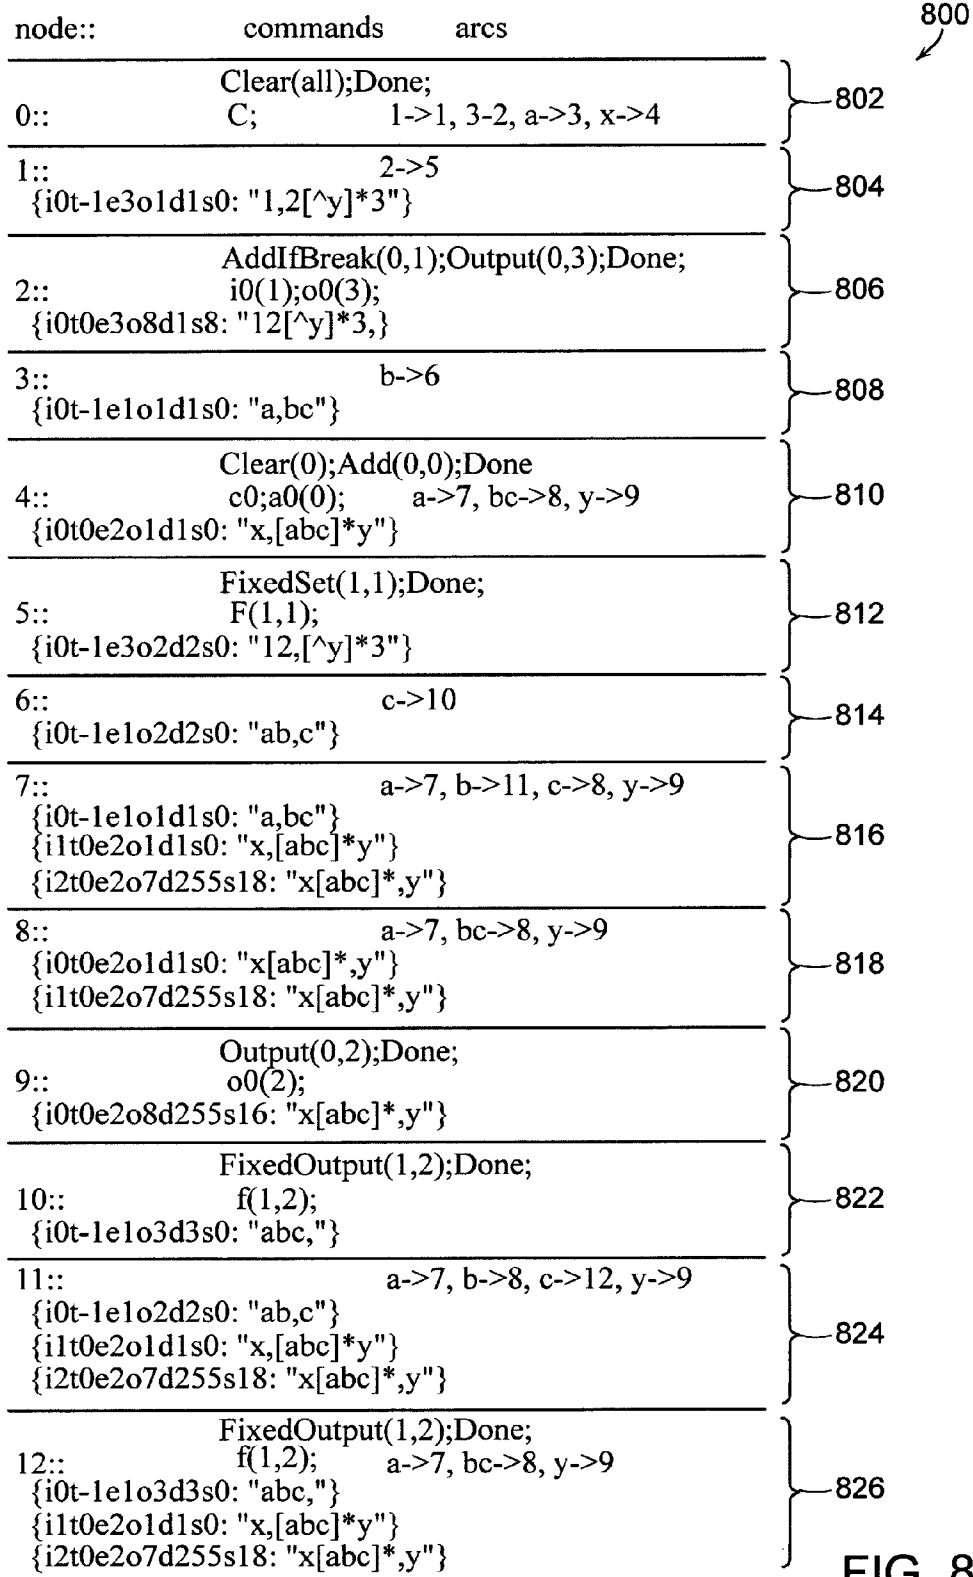 800
node:: commands arcs
Clear(all);Done;
0:: C; 1->1, 3-2, a->3, x->4
802
1:: 2->5
{i0t-1e3o1d1s0: "1,2[^y]*3"}
804
AddIfBreak(0,1);Output(0,3);Done;
2:: i0(1);o0(3);
{i0t0e3o8d1s8: "12[^y]*3,}
806
3:: b->6
{i0t-1e1o1d1s0: "a,bc"}
808
Clear(0);Add(0,0);Done
4:: c0;a0(0); a->7, bc->8, y->9
{i0t0e2o1d1s0: "x,[abc]*y"}
810
FixedSet(1,1);Done;
5:: F(1,1);
{i0t-1e3o2d2s0: "12,[^y]*3"}
812
6:: c->10
{i0t-1e1o2d2s0: "ab,c"}
814
7:: a->7, b->11, c->8, y->9
{i0t-1e1o1d1s0: "a,bc"}
{i1t0e2o1d1s0: "x,[abc]*y"}
{i2t0e2o7d255s18: "x[abc]*,y"}
816
8:: a->7, bc->8, y->9
{i0t0e2o1d1s0: "x[abc]*,y"}
{i1t0e2o7d255s18: "x[abc]*,y"}
818
Output(0,2);Done;
9:: o0(2);
{i0t0e2o8d255s16: "x[abc]*,y"}
820
FixedOutput(1,2);Done;
10:: f(1,2);
{i0t-1e1o3d3s0: "abc,"}
822
11:: a->7, b->8, c->12, y->9
{i0t-1e1o2d2s0: "ab,c"}
{i1t0e2o1d1s0: "x,[abc]*y"}
{i2t0e2o7d255s18: "x[abc]*,y"}
824
FixedOutput(1,2);Done;
12:: f(1,2); a->7, bc->8, y->9
{i0t-1e1o3d3s0: "abc,"}
{i1t0e2o1d1s0: "x,[abc]*y"}
{i2t0e2o7d255s18: "x[abc]*,y"}
826
FIG. 8